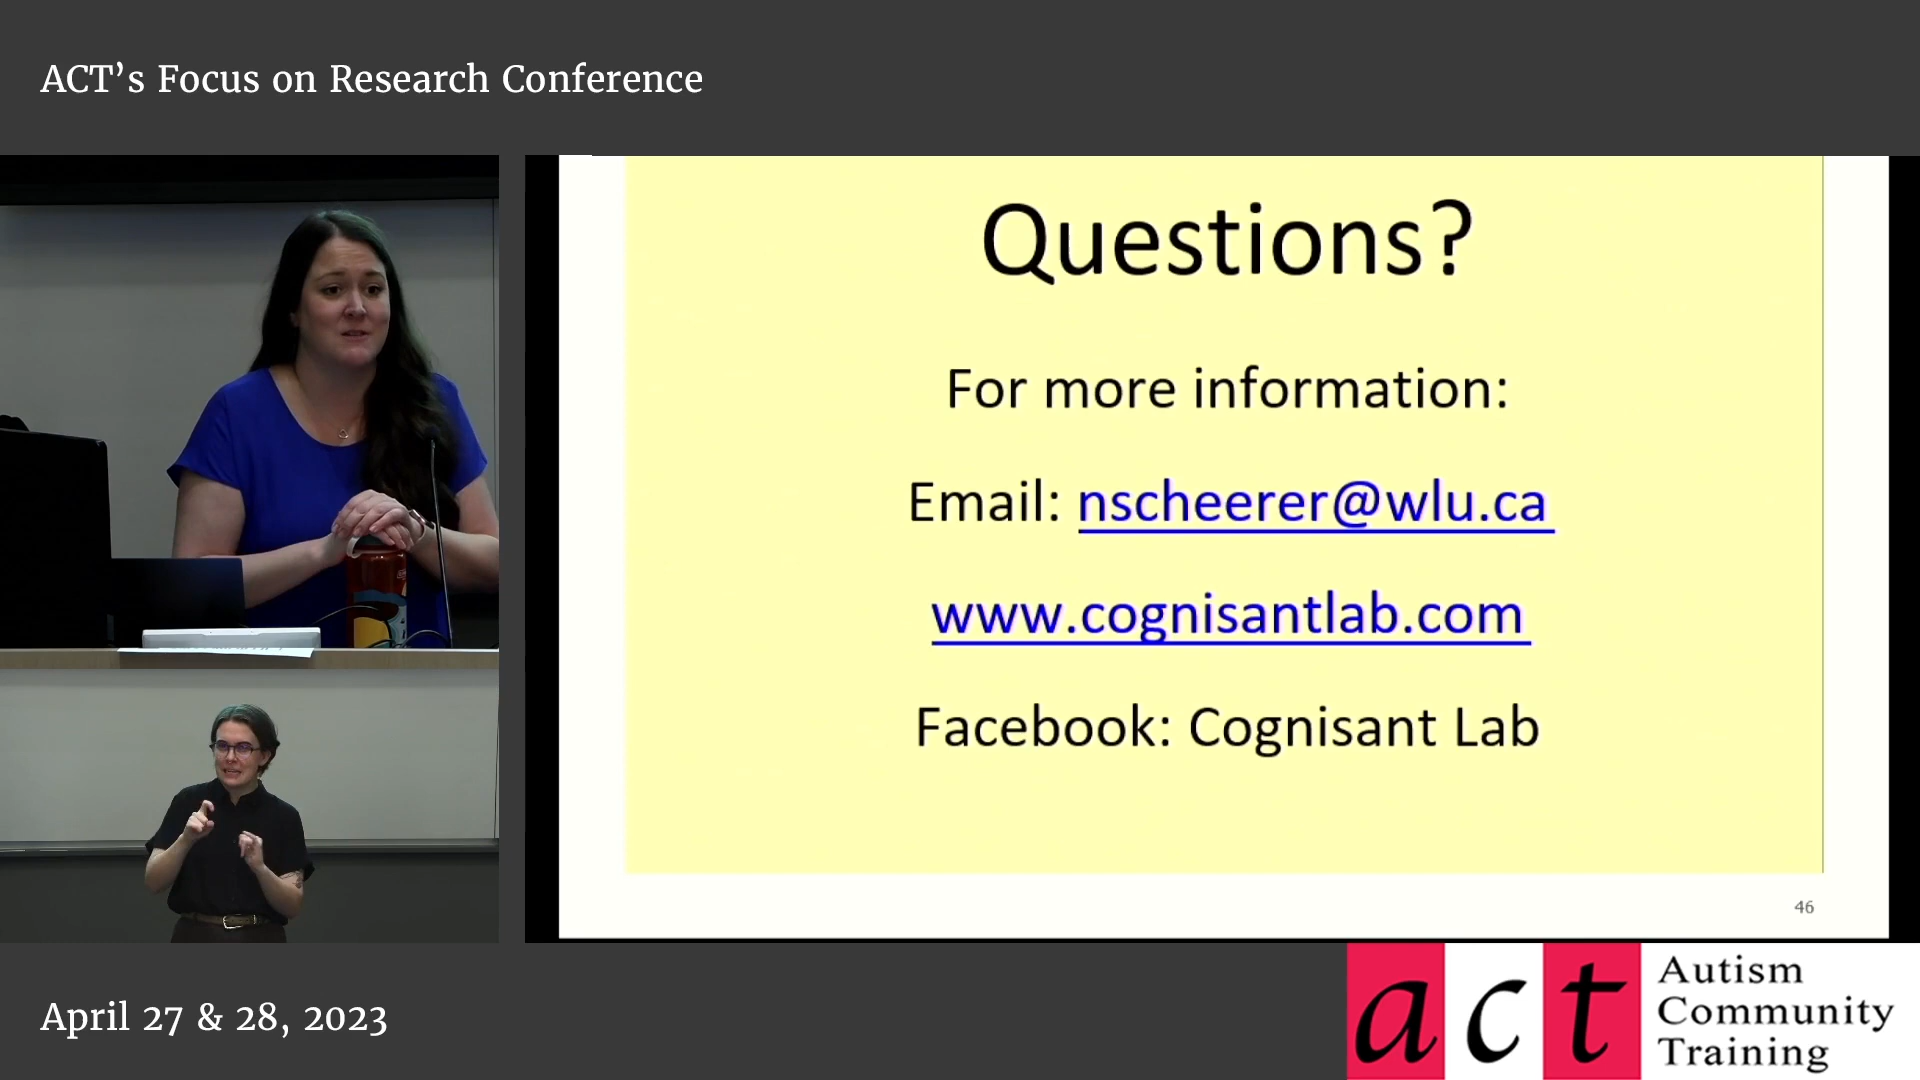 ACT’s Focus on Research Conference
Questions?
For more information:
Email: nscheerer@wlu.ca
www.cognisantlab.com
Facebook: Cognisant Lab
46
April 27 & 28, 2023
act
Autism
Community
Training